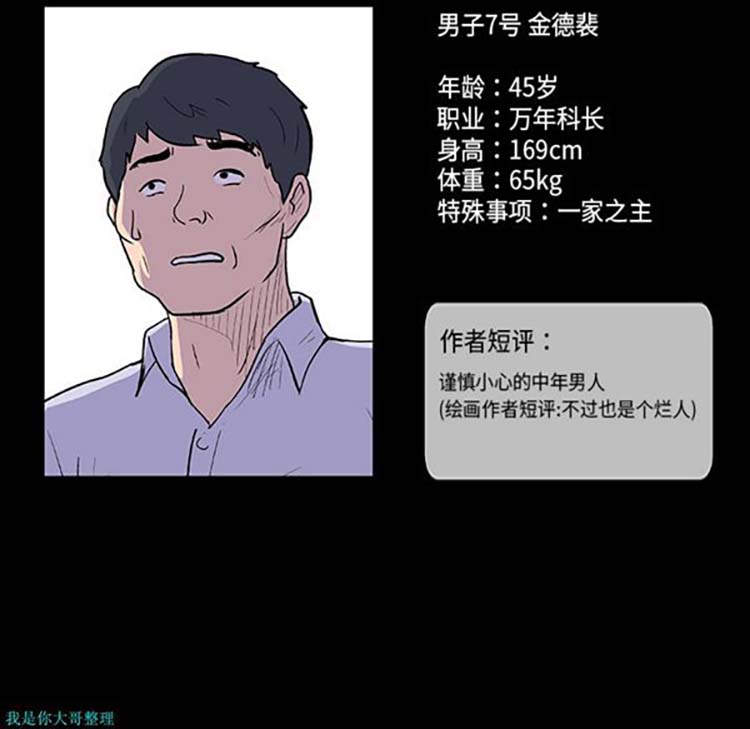 男子7号 金德裴
年龄：45岁
职业：万年科长
身高：169cm
体重：65kg
特殊事项：一家之主
作者短评：
谨慎小心的中年男人
(绘画作者短评:不过也是个烂人)
我是你大哥整理